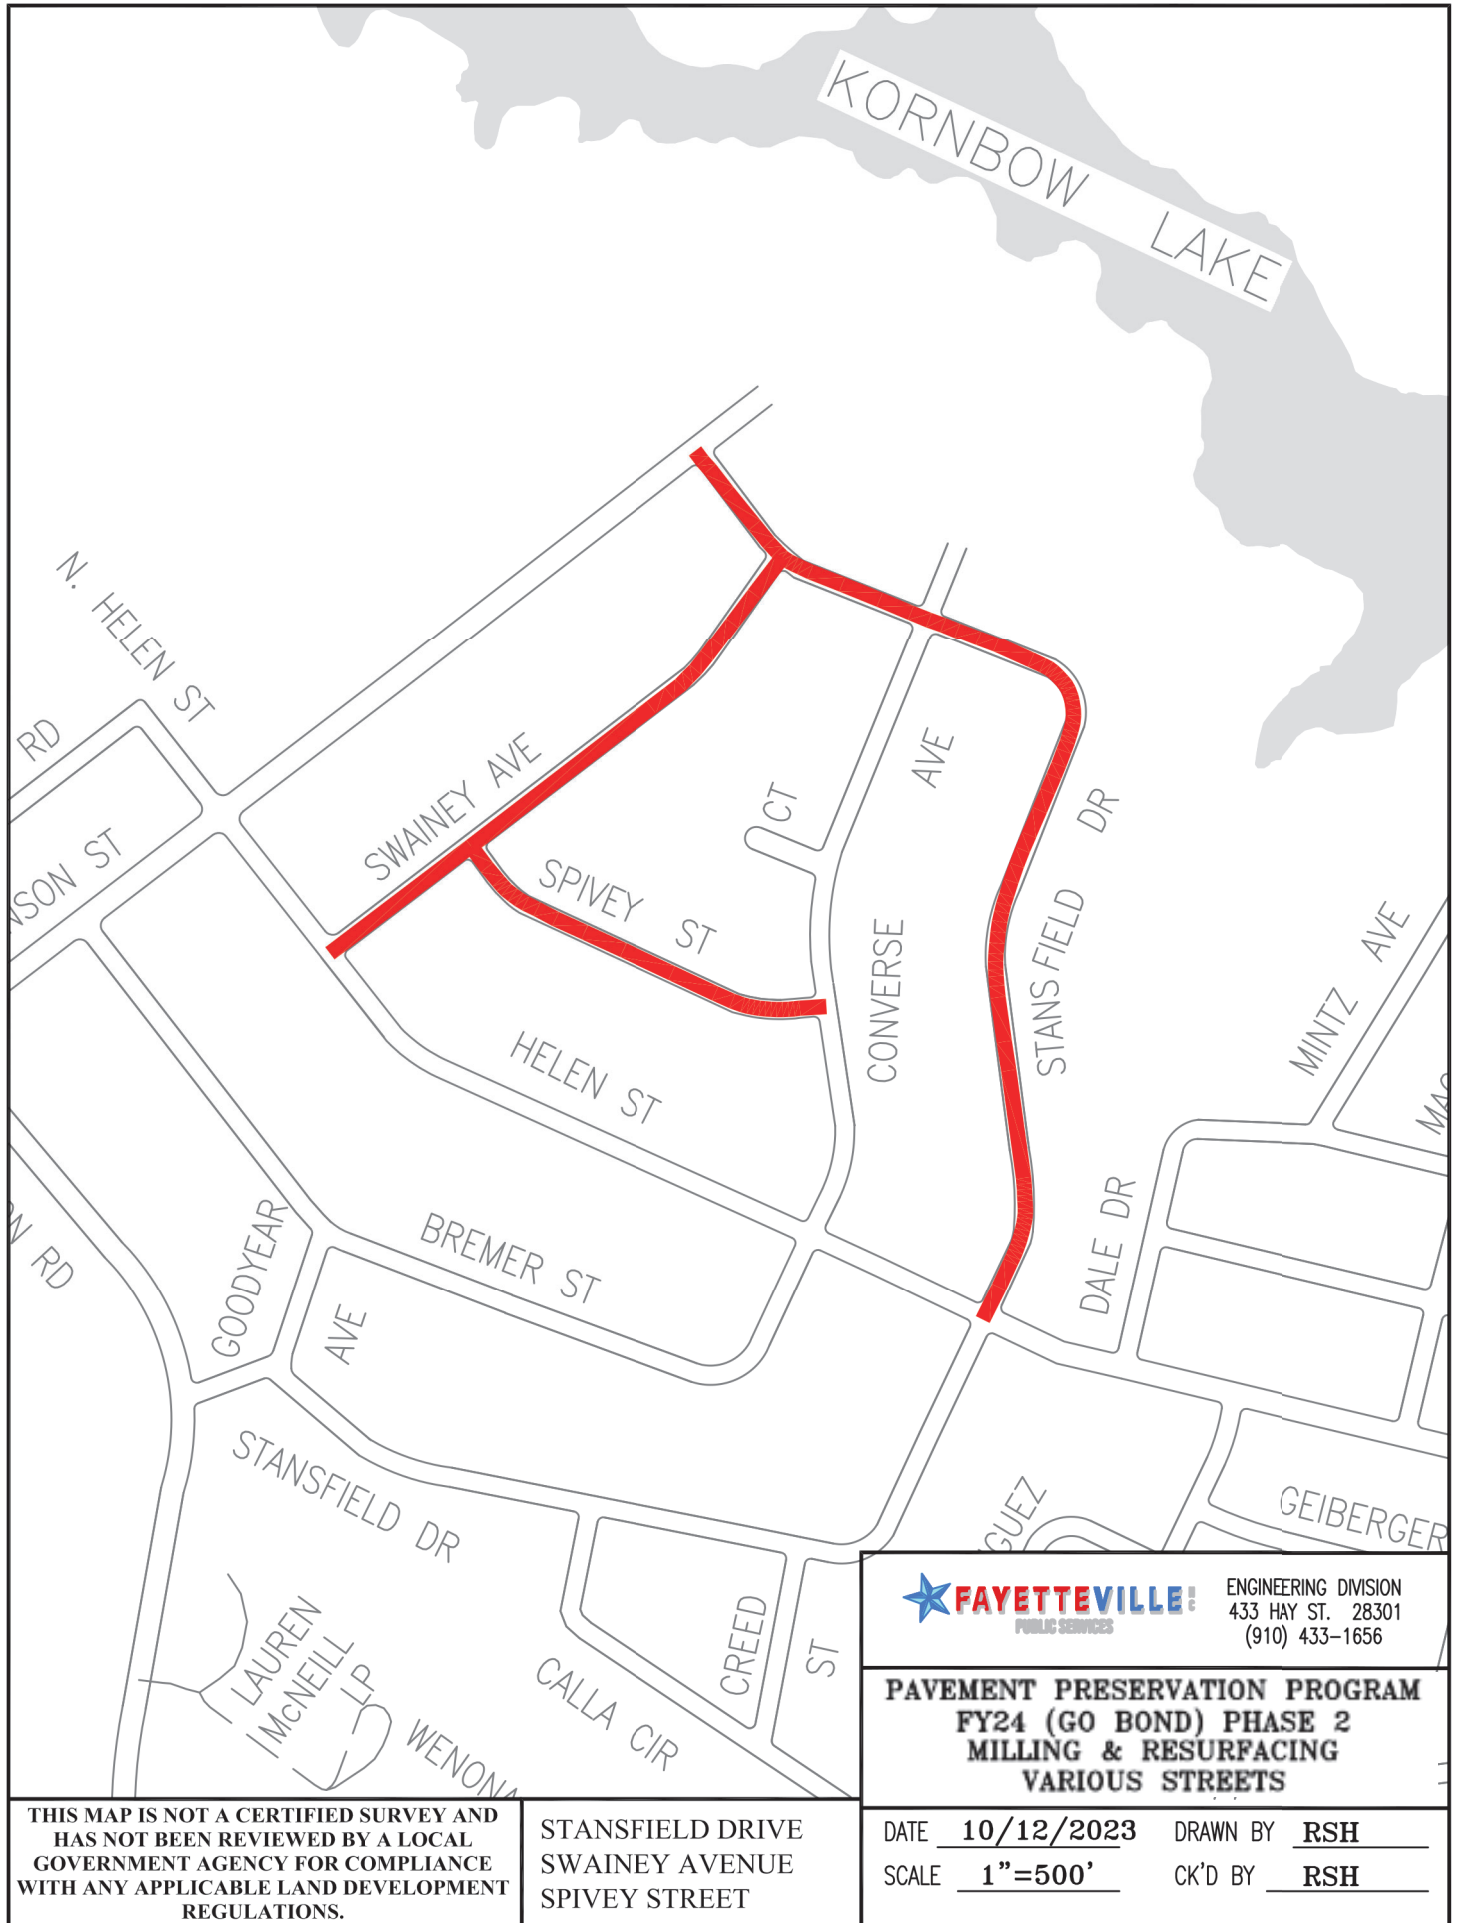 KORNBOW LAKE
N. HELEN ST
RD
SWAINEY AVE
CT
AVE
DR
SPIVEY ST
CONVERSE
STANSFIELD
MINTZ AVE
HELEN ST
DALE DR
RD
GOODYEAR
AVE
BREMER ST
STANSFIELD DR
GEIBERGER
LAUREN
MCNEILL
LP
CALLA CIR
CREED
ST
FAYETTEVILLE NC
PUBLIC SERVICES
ENGINEERING DIVISION
433 HAY ST. 28301
(910) 433-1656
PAVEMENT PRESERVATION PROGRAM
FY24 (GO BOND) PHASE 2
MILLING & RESURFACING
VARIOUS STREETS
THIS MAP IS NOT A CERTIFIED SURVEY AND
HAS NOT BEEN REVIEWED BY A LOCAL
GOVERNMENT AGENCY FOR COMPLIANCE
WITH ANY APPLICABLE LAND DEVELOPMENT
REGULATIONS.
STANSFIELD DRIVE
SWAINEY AVENUE
SPIVEY STREET
DATE 10/12/2023 DRAWN BY RSH
SCALE 1"=500' CK'D BY RSH